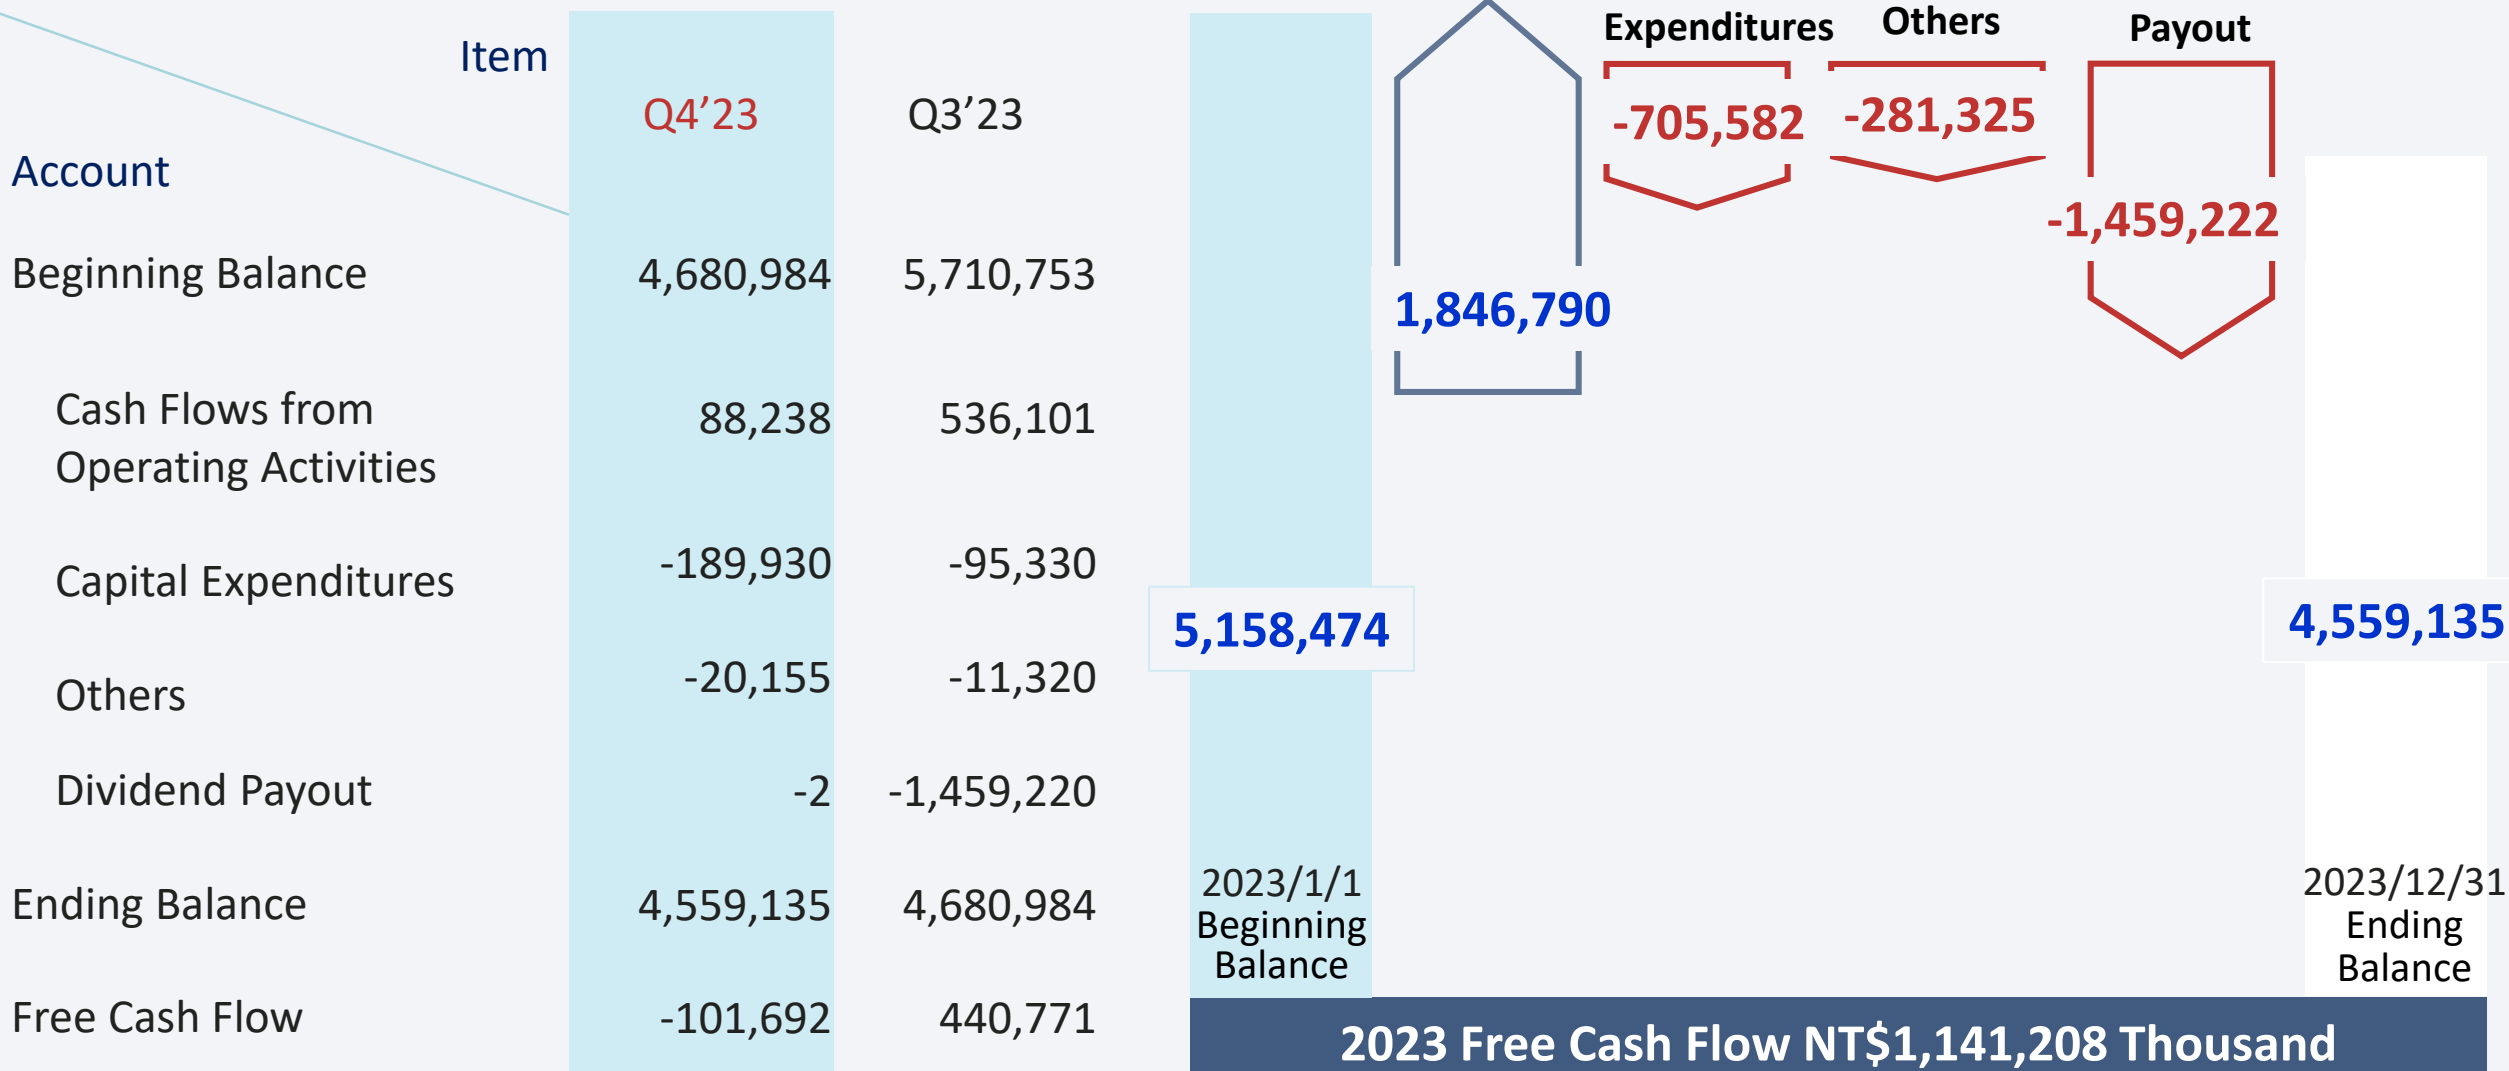 Item
Q4’23 Q3’23
Account
Beginning Balance 4,680,984 5,710,753
Cash Flows from
Operating Activities 88,238 536,101
Capital Expenditures -189,930 -95,330
Others -20,155 -11,320
Dividend Payout -2 -1,459,220
Ending Balance 4,559,135 4,680,984
Free Cash Flow -101,692 440,771
Expenditures Others Payout
-705,582 -281,325
-1,459,222
1,846,790
5,158,474 4,559,135
2023/1/1
Beginning
Balance
2023/12/31
Ending
Balance
2023 Free Cash Flow NT$1,141,208 Thousand